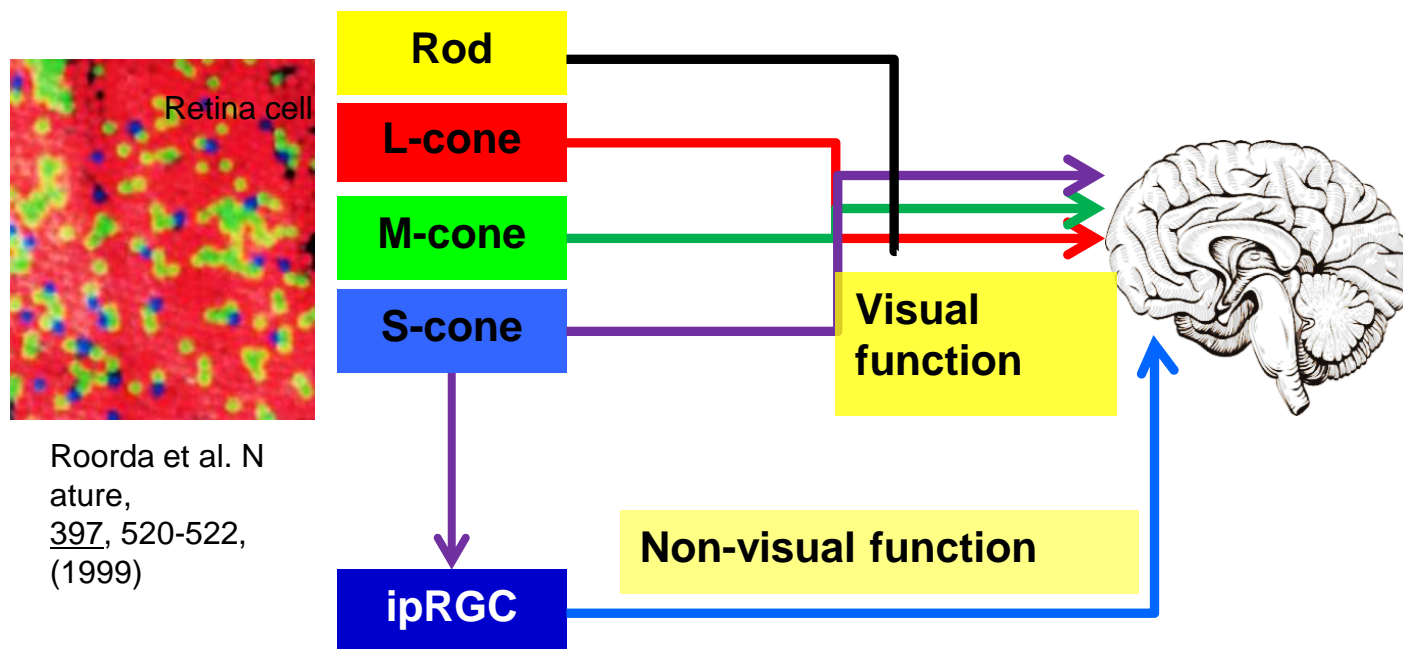 Retina cell
Roorda et al. N
ature,
397, 520-522,
(1999)
Rod
L-cone
M-cone
S-cone
ipRGC
Visual
function
Non-visual function